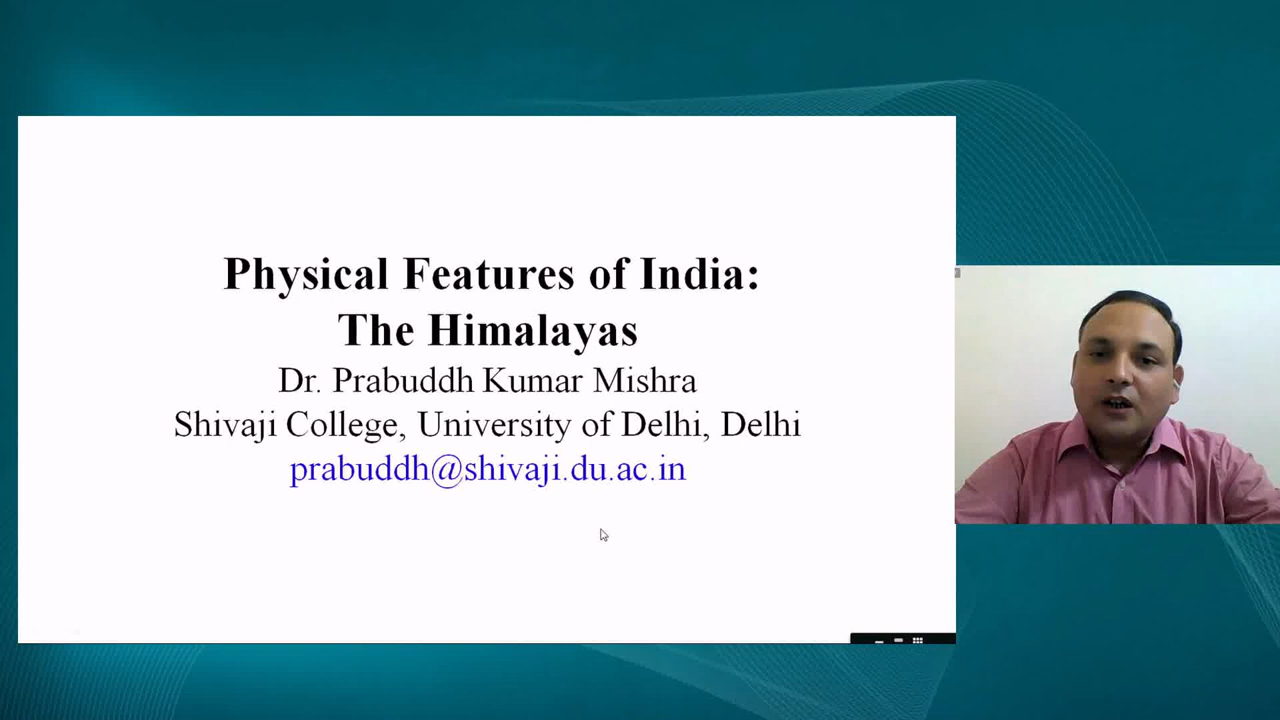 Physical Features of India:
The Himalayas
Dr. Prabuddh Kumar Mishra
Shivaji College, University of Delhi, Delhi
prabuddh@shivaji.du.ac.in